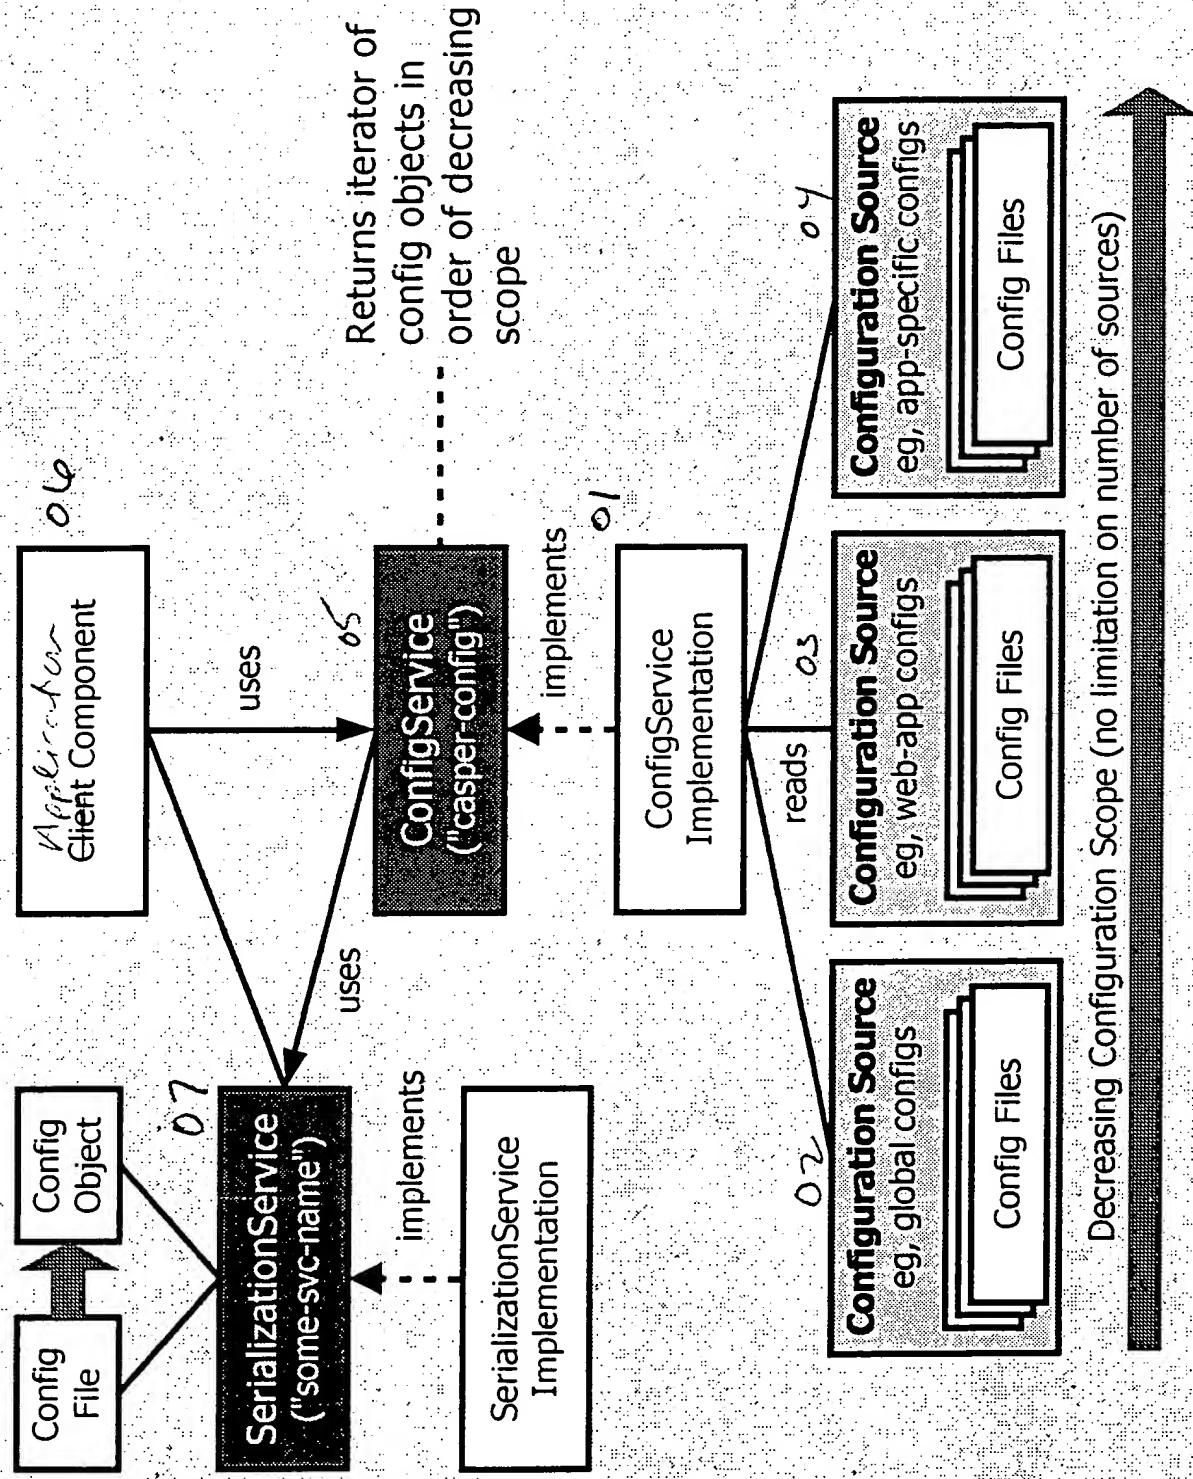 Config
File
Config
Object
07
SerializationService
("some-svc-name")
implements
SerializationService
Implementation
Application
Client Component
06
uses
uses
05
ConfigService
("casper-config")
Returns iterator of
config objects in
order of decreasing
scope
implements
01
ConfigService
Implementation
reads
02
Configuration Source
eg, global configs
Config Files
03
Configuration Source
eg, web-app configs
Config Files
04
Configuration Source
eg, app-specific configs
Config Files
Decreasing Configuration Scope (no limitation on number of sources)